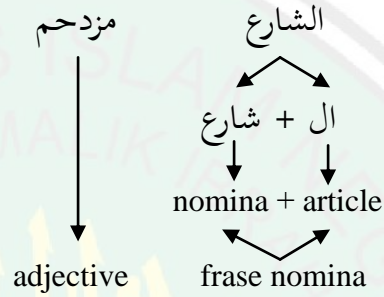 الشارع مزدحم
ال + شارع
nomina + article
adjective frase nomina